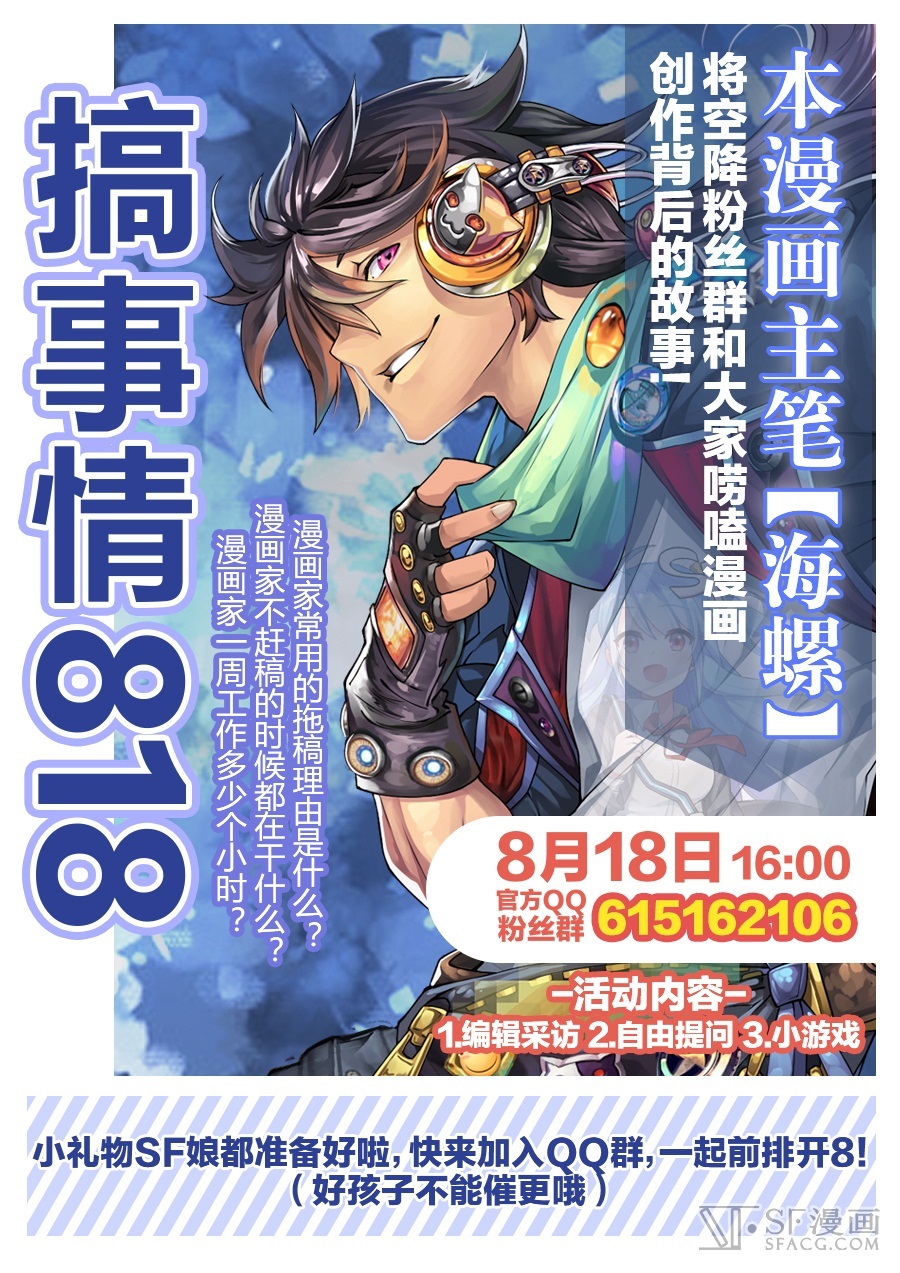 搞事情818
本漫画主笔【海螺】
将空降粉丝群和大家唠嗑漫画
创作背后的故事!
漫画家常用的拖稿理由是什么?
漫画家不赶稿的时候都在干什么?
漫画家一周工作多少个小时?
8月18日 16:00
官方QQ
粉丝群 615162106
-活动内容-
1.编辑采访 2.自由提问 3.小游戏
小礼物SF娘都准备好啦,快来加入QQ群,一起前排开8!
(好孩子不能催更哦)
SF漫画
SFACG.COM